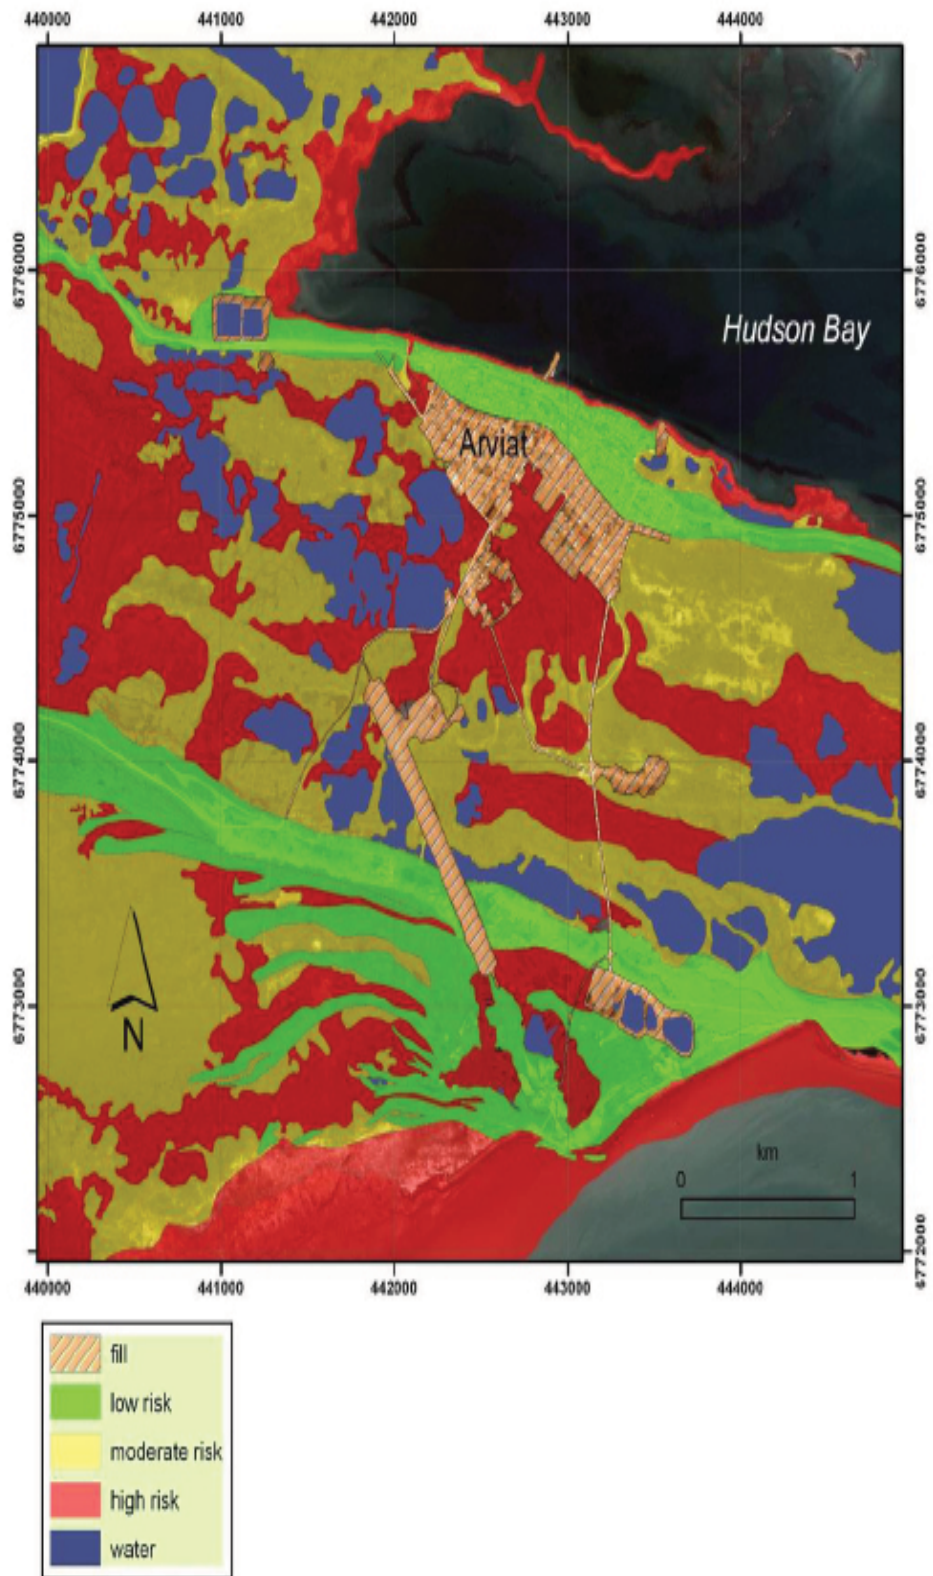 440000 441000 442000 443000 444000
6776000 6776000
Hudson Bay
Arviat
6775000 6775000
6774000 6774000
6773000 6773000
N
km
0 1
6772000
440000 441000 442000 443000 444000
fill
low risk
moderate risk
high risk
water